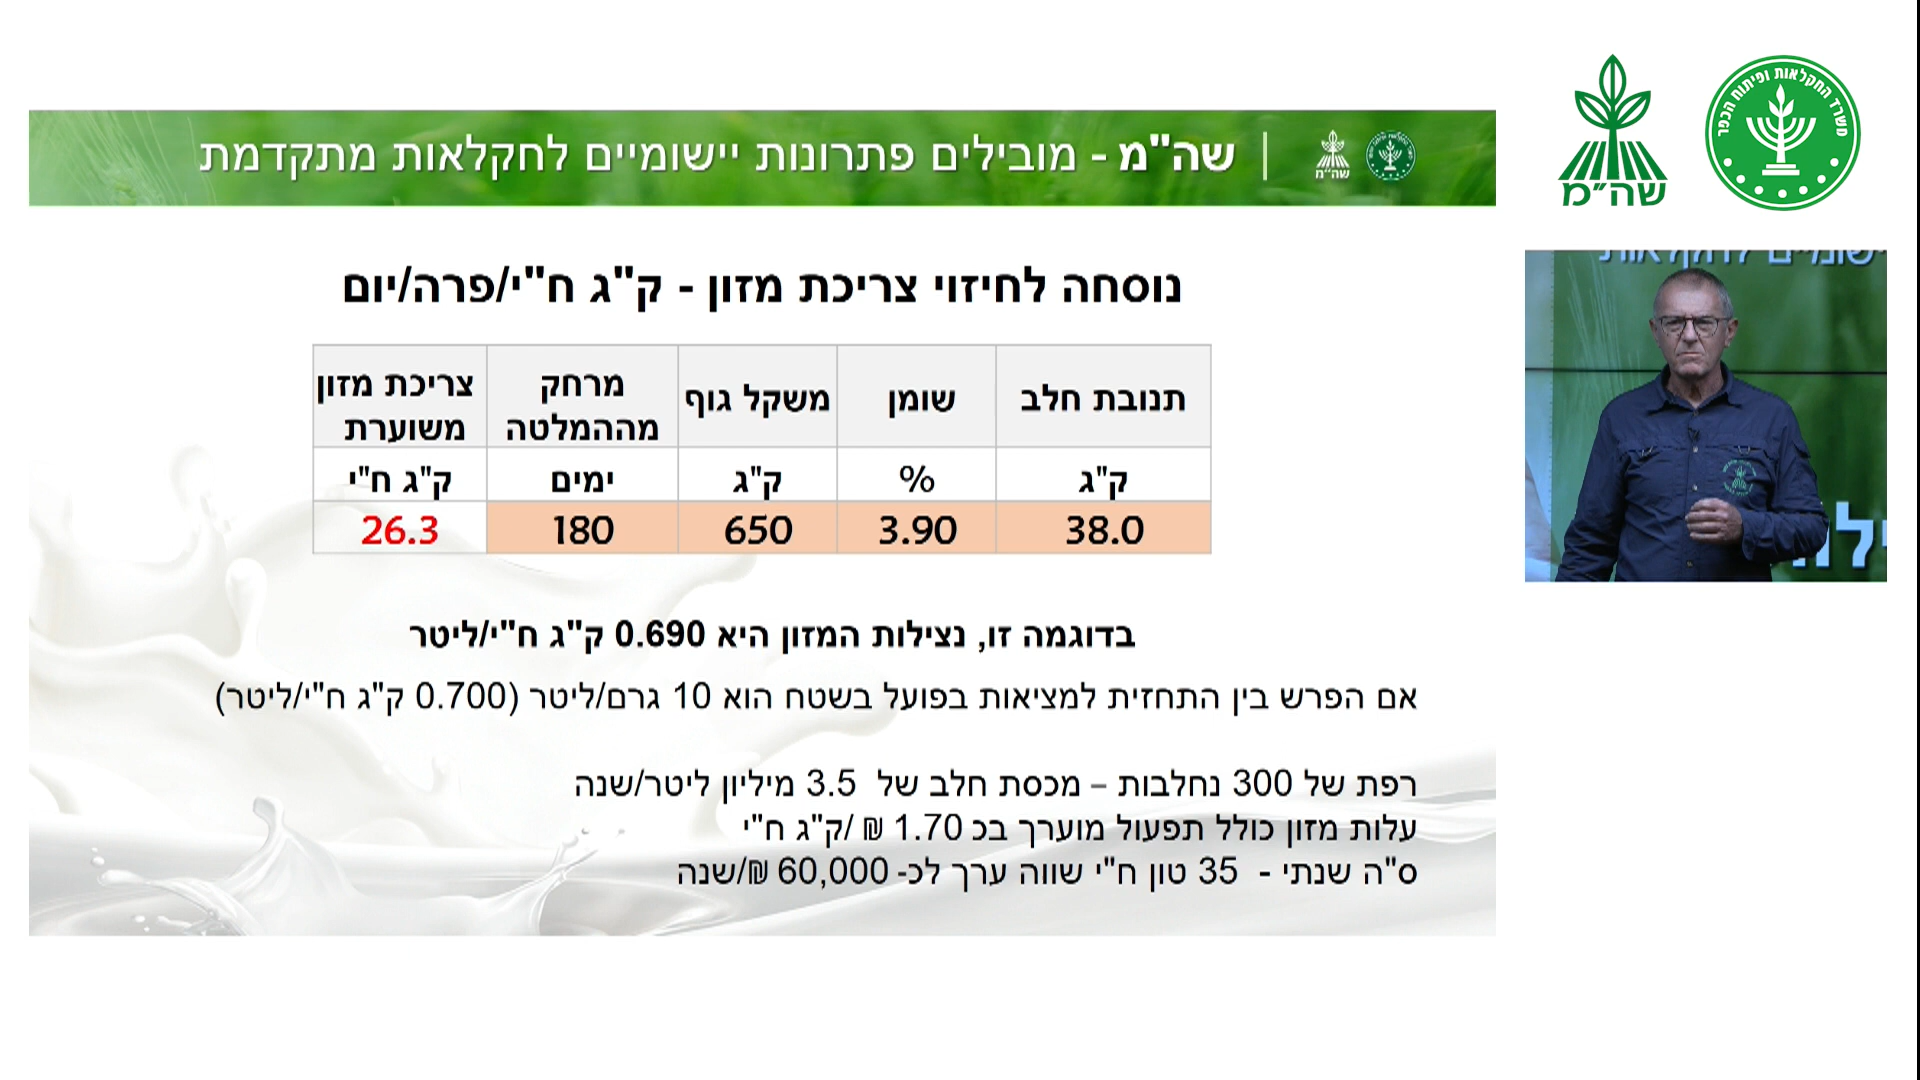 שה"מ - מובילים פתרונות יישומיים לחקלאות מתקדמת
שה"מ
נוסחה לחיזוי צריכת מזון - ק"ג ח"י/פרה/יום
תנובת חלב שומן משקל גוף מרחק מההמלטה צריכת מזון משוערת
ק"ג % ק"ג ימים ק"ג ח"י
38.0 3.90 650 180 26.3
בדוגמה זו, נצילות המזון היא 0.690 ק"ג ח"י/ליטר
אם הפרש בין התחזית למציאות בפועל בשטח הוא 10 גרם/ליטר (0.700 ק"ג ח"י/ליטר)
רפת של 300 נחלבות – מכסת חלב של 3.5 מיליון ליטר/שנה
עלות מזון כולל תפעול מוערך בכ 1.70 ₪ /ק"ג ח"י
ס"ה שנתי - 35 טון ח"י שווה ערך לכ- 60,000 ₪/שנה
שה״מ
משרד החקלאות ופיתוח הכפר